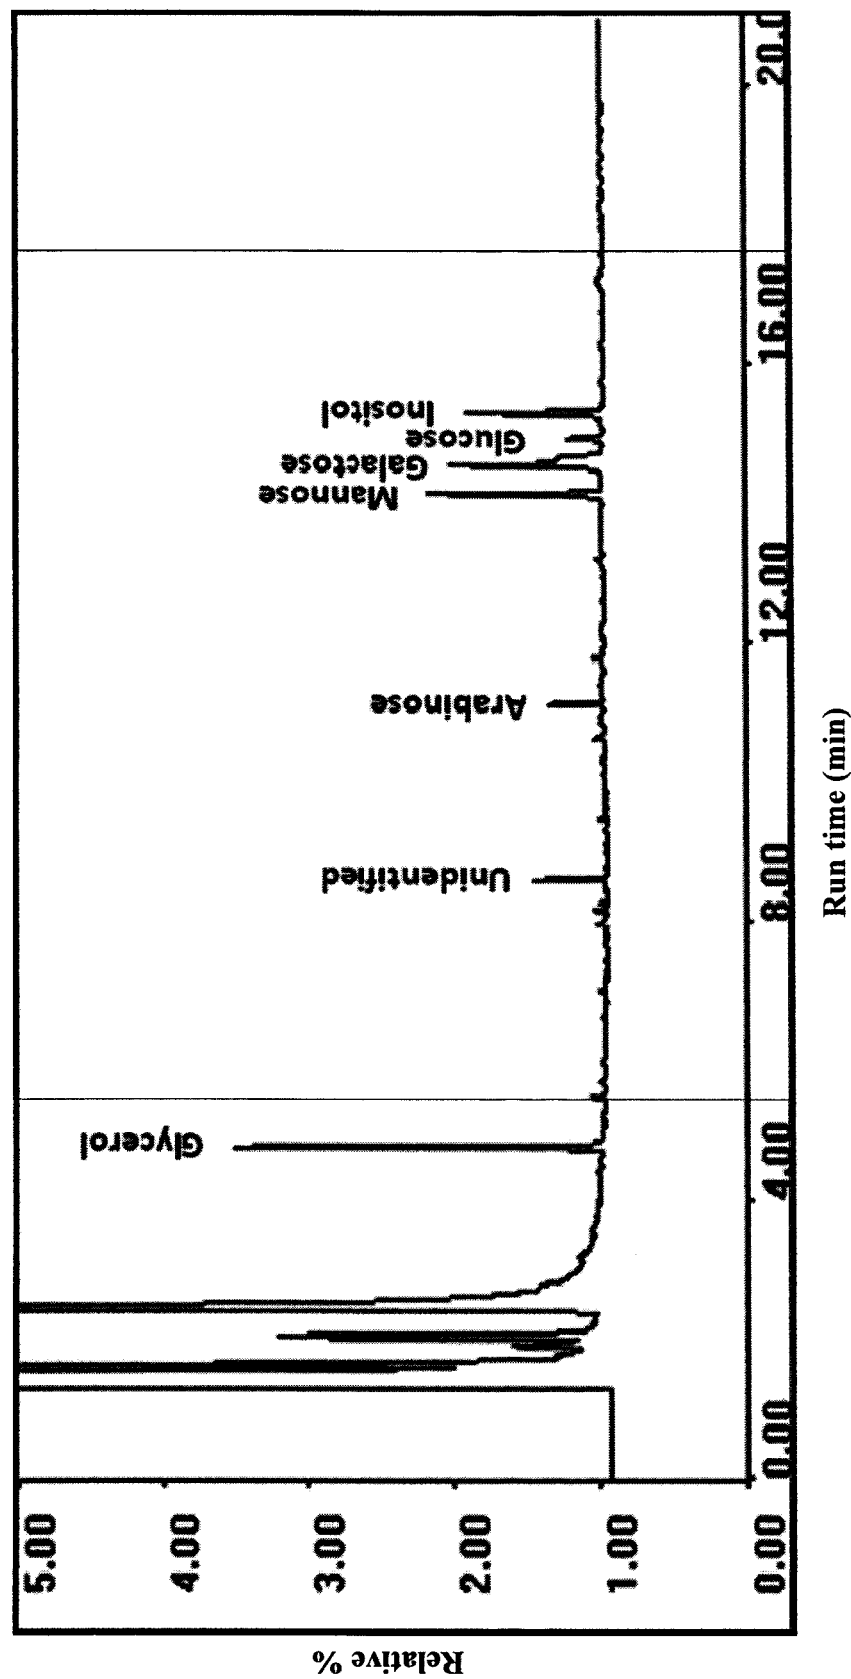 Relative %
5.00
4.00
3.00
2.00
1.00
0.00
Glycerol
Unidentified
Arabinose
Mannose
Galactose
Glucose
Inositol
0.00
4.00
8.00
12.00
16.00
20.0
Run time (min)